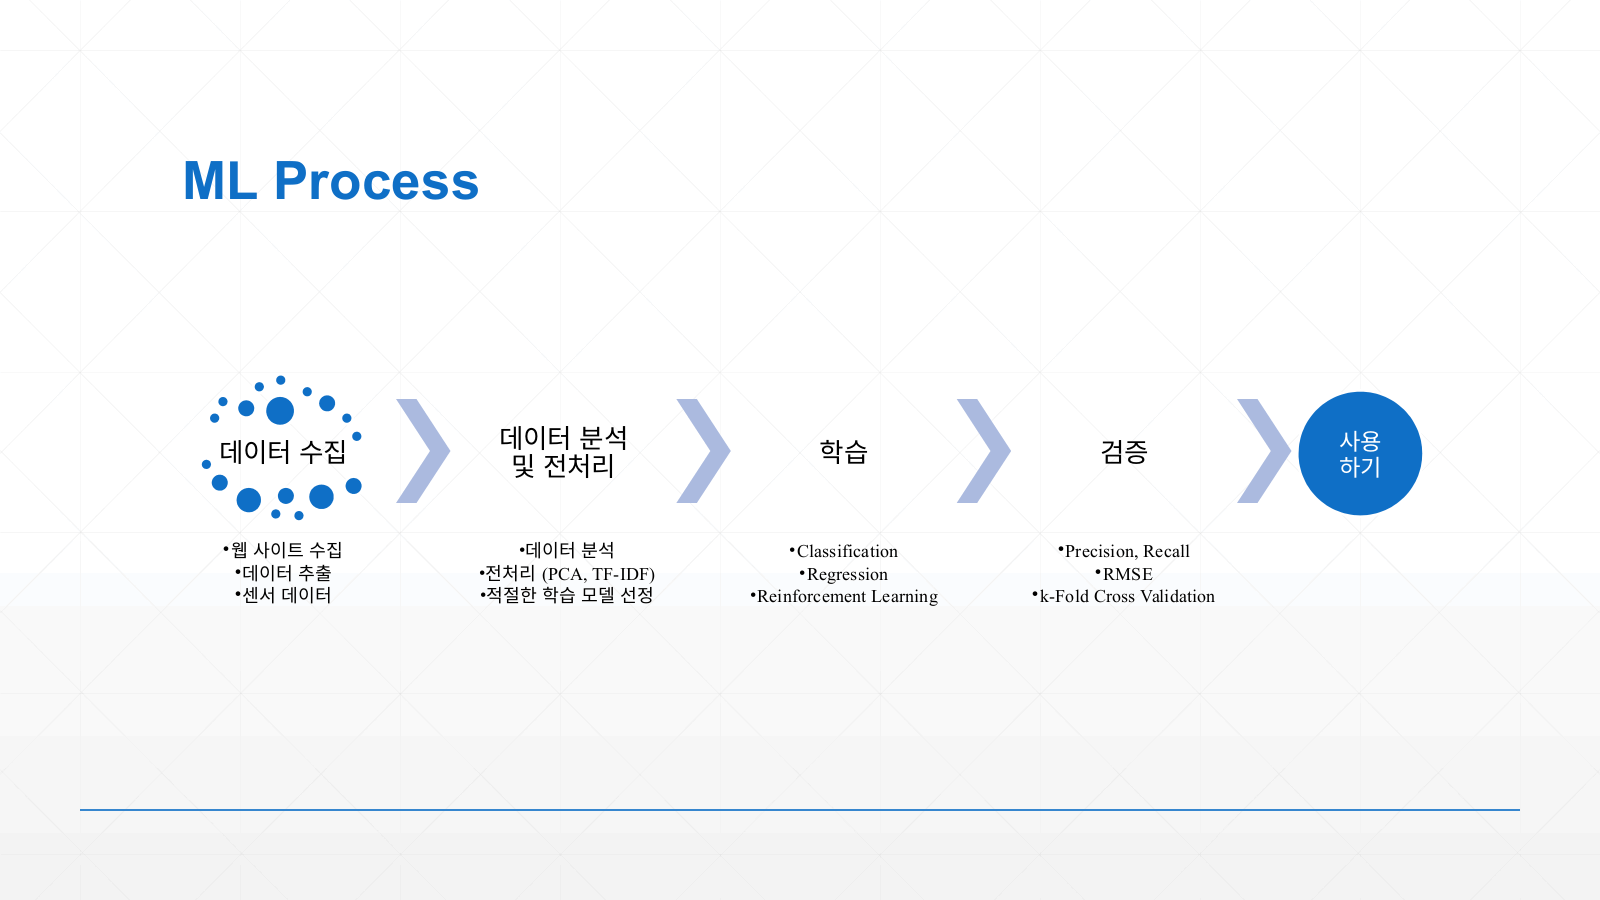 ML Process
데이터 수집
•웹 사이트 수집
•데이터 추출
•센서 데이터
데이터 분석
및 전처리
•데이터 분석
•전처리 (PCA, TF-IDF)
•적절한 학습 모델 선정
학습
•Classification
•Regression
•Reinforcement Learning
검증
•Precision, Recall
•RMSE
•k-Fold Cross Validation
사용
하기